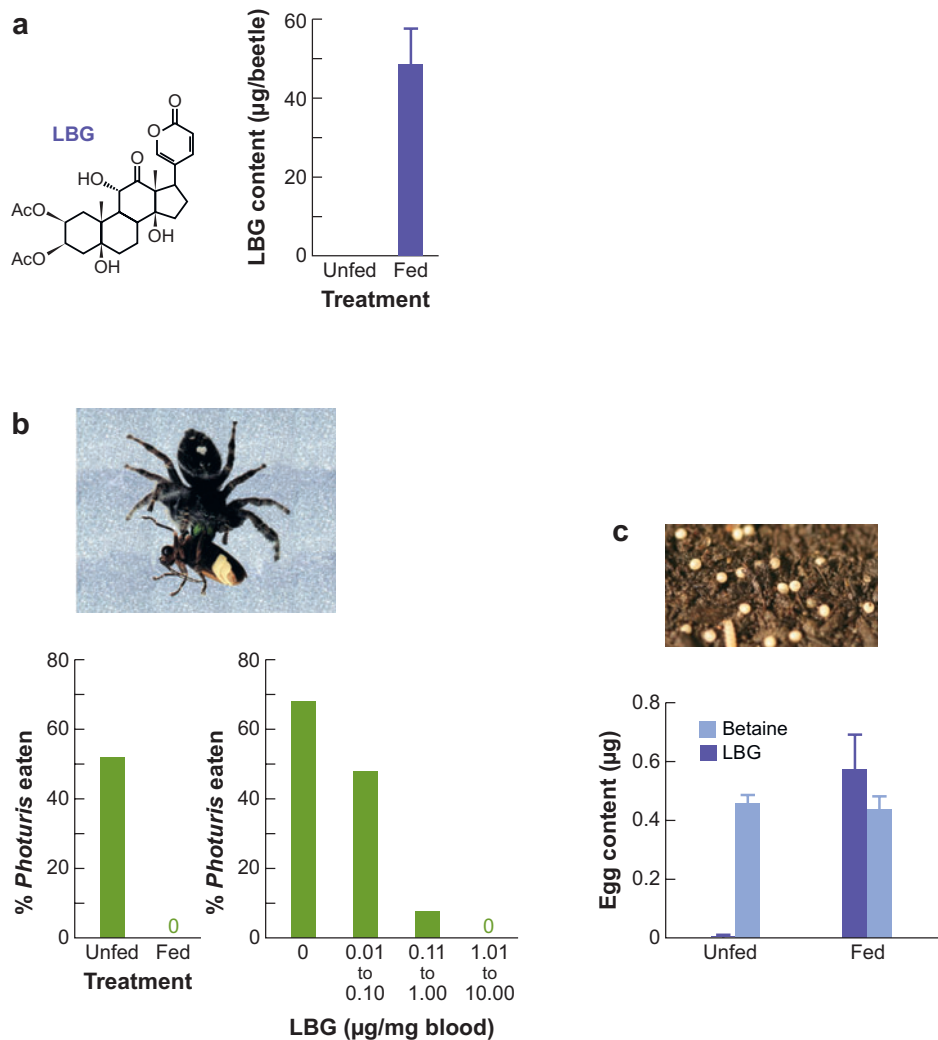 a
LBG
O
O
O
HO
AcO
AcO
OH
OH
LBG content (µg/beetle)
60
40
20
0
Unfed Fed
Treatment
b
% Photuris eaten
80
60
40
20
0
0
Unfed Fed
Treatment
% Photuris eaten
80
60
40
20
0
0
0 0.01 0.11 1.01
to to to
0.10 1.00 10.00
LBG (µg/mg blood)
c
Egg content (µg)
0.8
0.6
0.4
0.2
0
Betaine
LBG
Unfed Fed